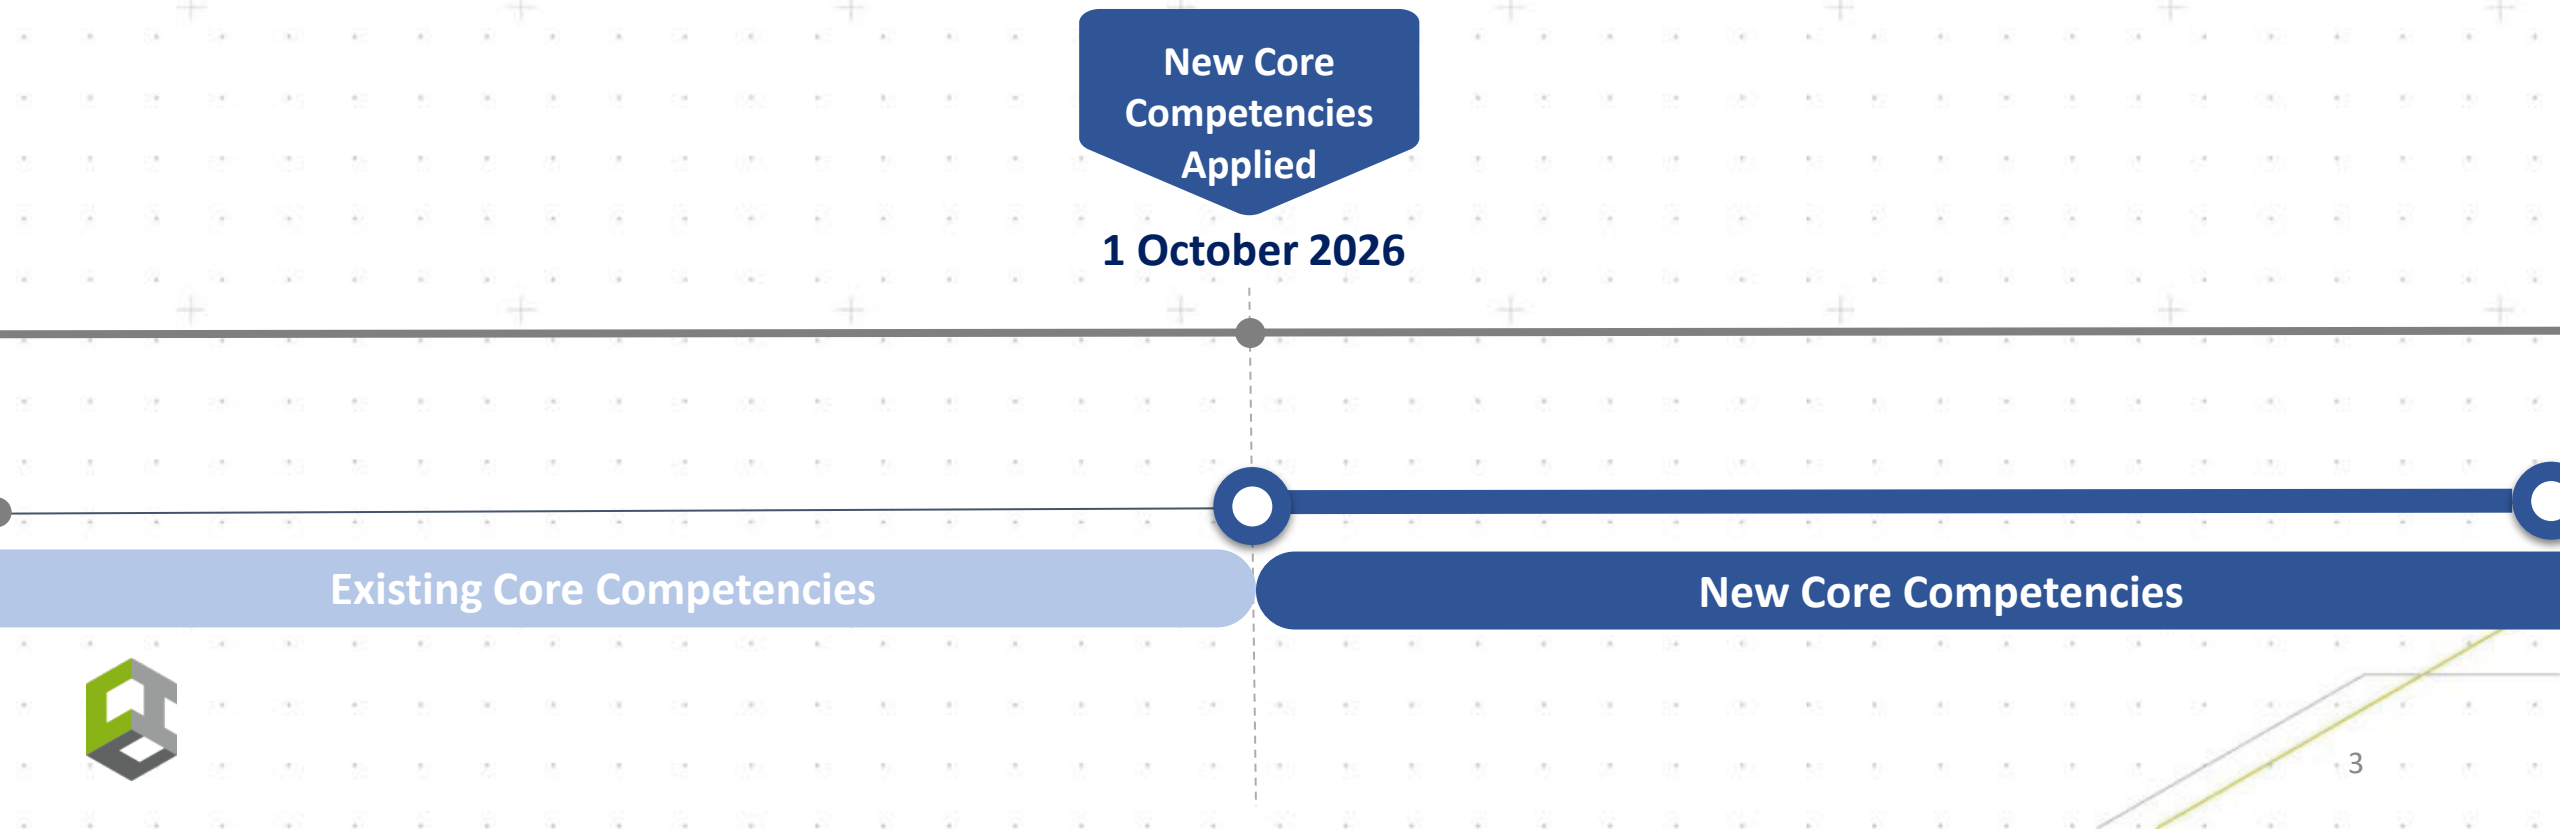 New Core
Competencies
Applied
1 October 2026
Existing Core Competencies
New Core Competencies
3